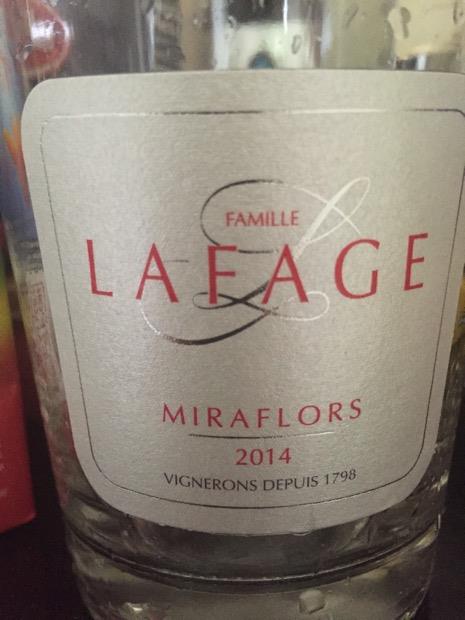 FAMILLE
LAFAGE
MIRAFLORS
2014
VIGNERONS DEPUIS 1798